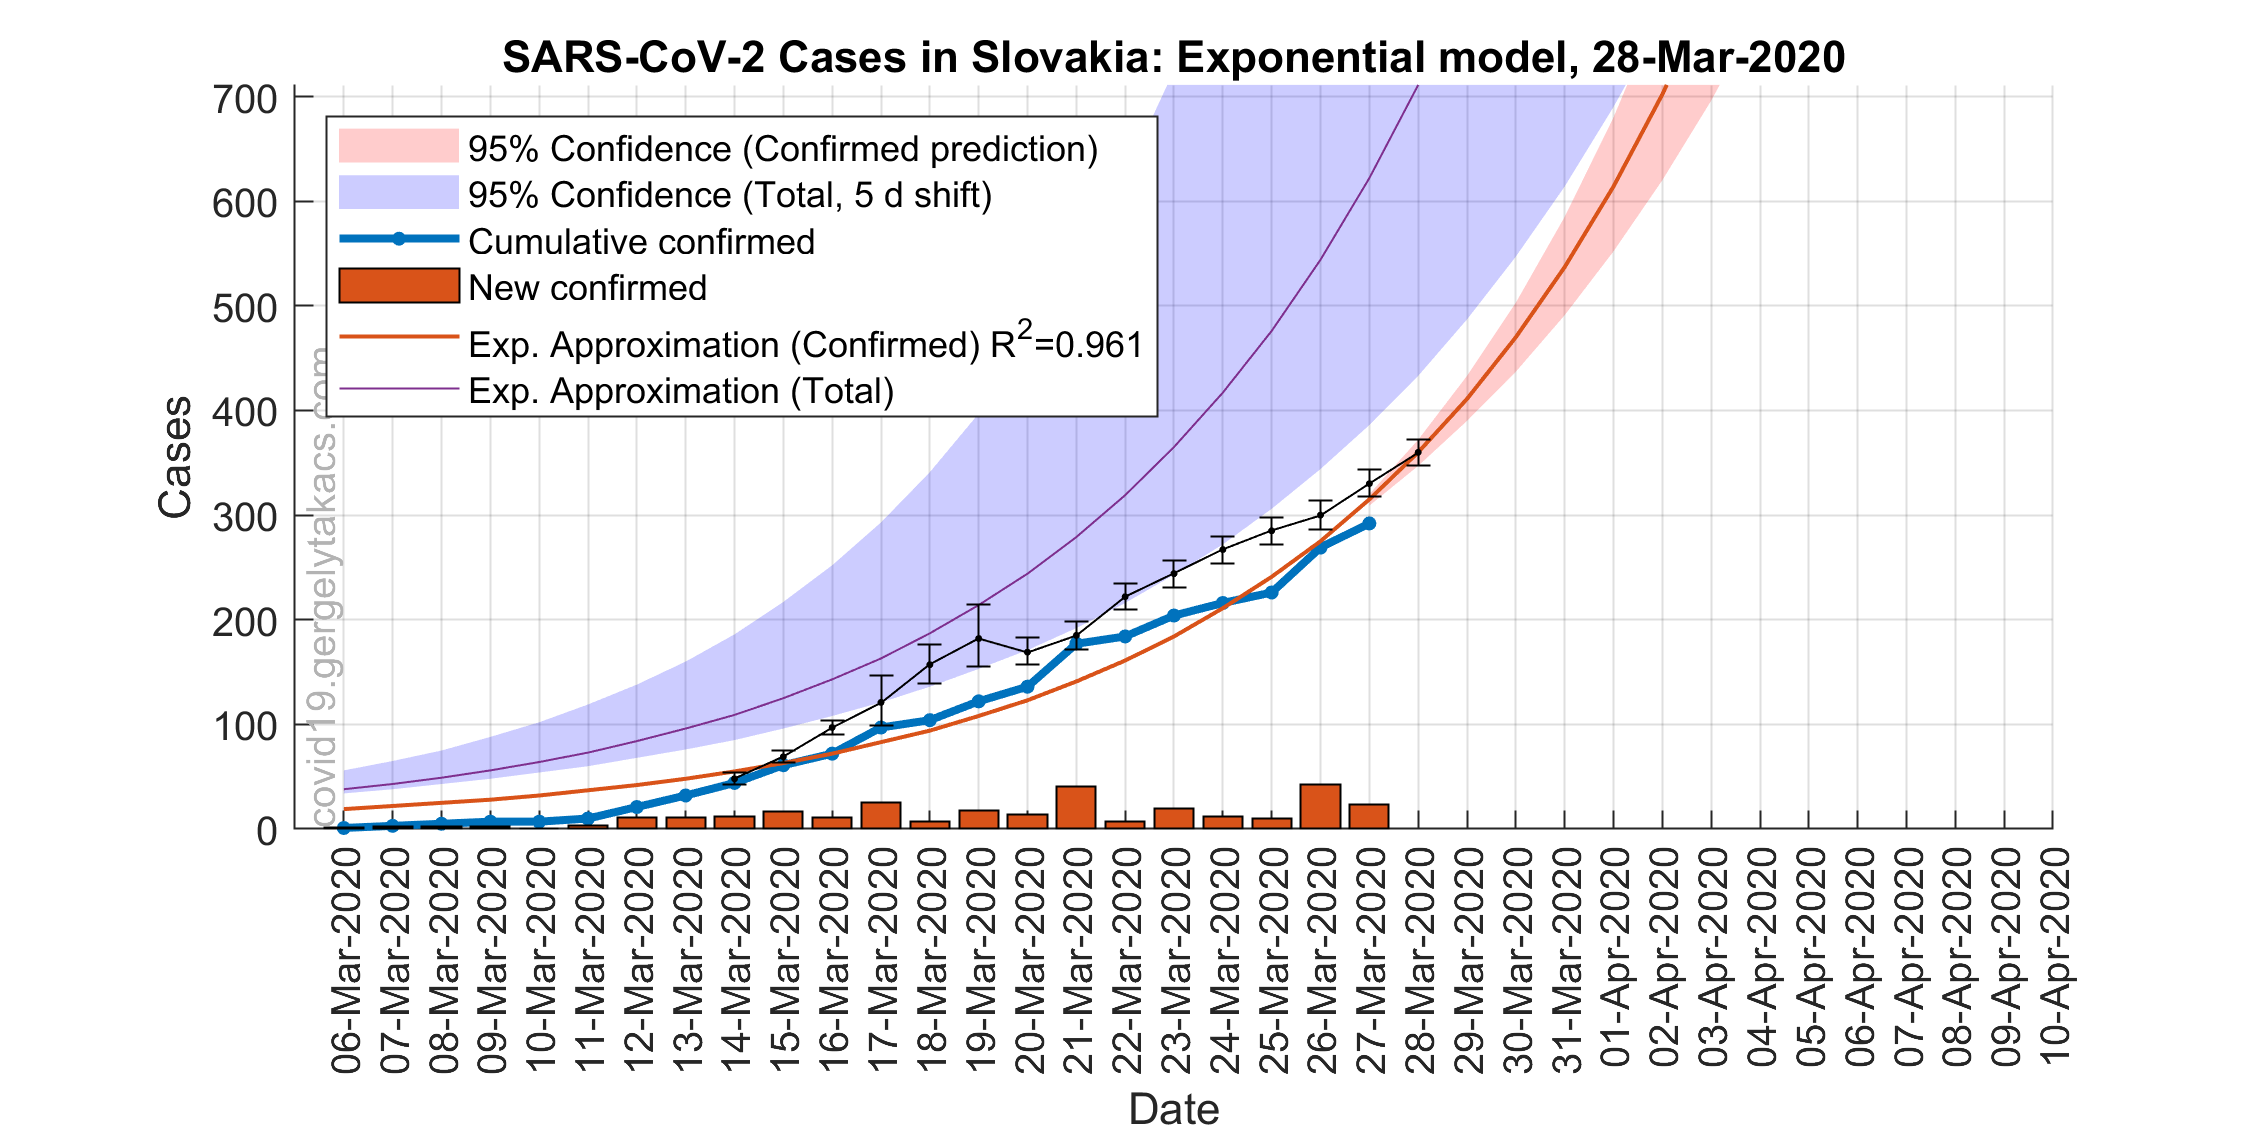 SARS-CoV-2 Cases in Slovakia: Exponential model, 28-Mar-2020
700
600
500
400
300
200
100
0
Cases
95% Confidence (Confirmed prediction)
95% Confidence (Total, 5 d shift)
Cumulative confirmed
New confirmed
Exp. Approximation (Confirmed) R²=0.961
Exp. Approximation (Total)
covid19.gergelytakacs.com
06-Mar-2020
07-Mar-2020
08-Mar-2020
09-Mar-2020
10-Mar-2020
11-Mar-2020
12-Mar-2020
13-Mar-2020
14-Mar-2020
15-Mar-2020
16-Mar-2020
17-Mar-2020
18-Mar-2020
19-Mar-2020
20-Mar-2020
21-Mar-2020
22-Mar-2020
23-Mar-2020
24-Mar-2020
25-Mar-2020
26-Mar-2020
27-Mar-2020
28-Mar-2020
29-Mar-2020
30-Mar-2020
31-Mar-2020
01-Apr-2020
02-Apr-2020
03-Apr-2020
04-Apr-2020
05-Apr-2020
06-Apr-2020
07-Apr-2020
08-Apr-2020
09-Apr-2020
10-Apr-2020
Date